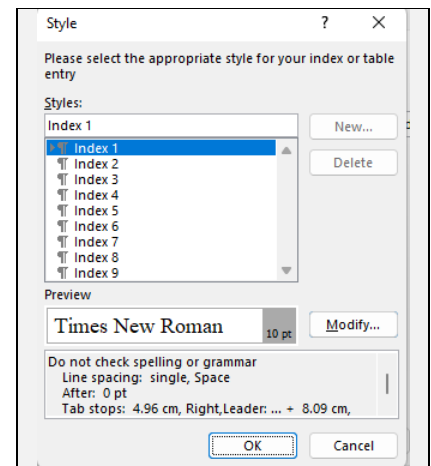 Style ? ×
Please select the appropriate style for your index or table
entry
Styles:
Index 1
New...
¶ Index 1
¶ Index 2
Delete
¶ Index 3
¶ Index 4
¶ Index 5
¶ Index 6
¶ Index 7
¶ Index 8
¶ Index 9
Preview
Times New Roman 10 pt
Modify...
Do not check spelling or grammar
Line spacing: single, Space
After: 0 pt
Tab stops: 4.96 cm, Right,Leader: ... + 8.09 cm,
OK
Cancel